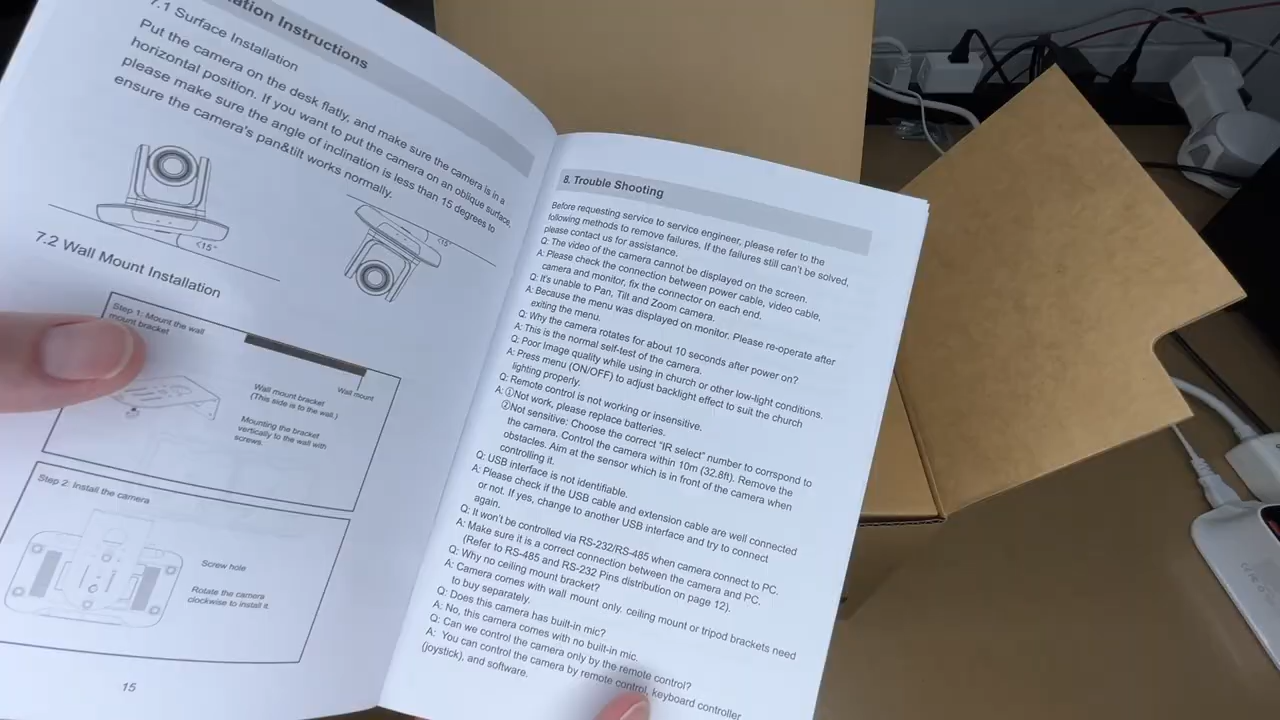 ation Instructions
7.1 Surface Installation
Put the camera on the desk flatly, and make sure the camera is in a
horizontal position. If you want to put the camera on an oblique surface,
please make sure the angle of inclination is less than 15 degrees to
ensure the camera's pan&tilt works normally.
<15°
<15°
7.2 Wall Mount Installation
Step 1: Mount the wall
mount bracket
Wall mount
Wall mount bracket
(This side is to the wall.)
Mounting the bracket
vertically to the wall with
screws.
Step 2: Install the camera
Screw hole
Rotate the camera
clockwise to install it.
15
8. Trouble Shooting
Before requesting service to service engineer, please refer to the
following methods to remove failures. If the failures still can't be solved,
please contact us for assistance.
Q: The video of the camera cannot be displayed on the screen.
A: Please check the connection between power cable, video cable,
camera and monitor, fix the connector on each end.
Q: It's unable to Pan, Tilt and Zoom camera.
A: Because the menu was displayed on monitor. Please re-operate after
exiting the menu.
Q: Why the camera rotates for about 10 seconds after power on?
A: This is the normal self-test of the camera.
Q: Poor Image quality while using in church or other low-light conditions.
A: Press menu (ON/OFF) to adjust backlight effect to suit the church
lighting properly.
Q: Remote control is not working or insensitive.
A: ①Not work, please replace batteries.
②Not sensitive: Choose the correct "IR select" number to corrspond to
the camera. Control the camera within 10m (32.8ft). Remove the
obstacles. Aim at the sensor which is in front of the camera when
controlling it.
Q: USB interface is not identifiable.
A: Please check if the USB cable and extension cable are well connected
or not. If yes, change to another USB interface and try to connect
again.
Q: It won't be controlled via RS-232/RS-485 when camera connect to PC.
A: Make sure it is a correct connection between the camera and PC.
(Refer to RS-485 and RS-232 Pins distribution on page 12).
Q: Why no ceiling mount bracket?
A: Camera comes with wall mount only. ceiling mount or tripod brackets need
to buy separately.
Q: Does this camera has built-in mic?
A: No, this camera comes with no built-in mic.
Q: Can we control the camera only by the remote control?
A: You can control the camera by remote control, keyboard controller
(joystick), and software.